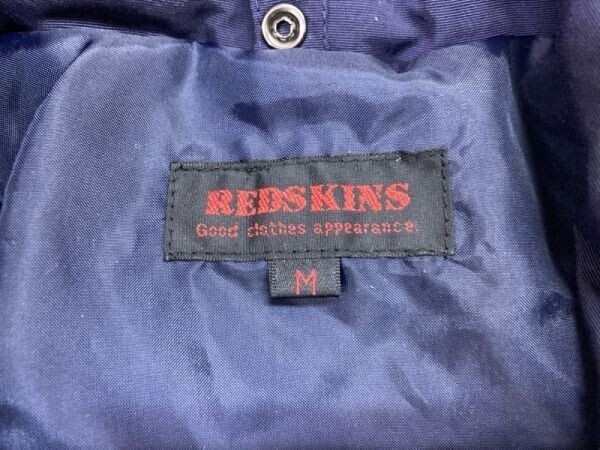 REDSKINS
Good clothes appearance.
M